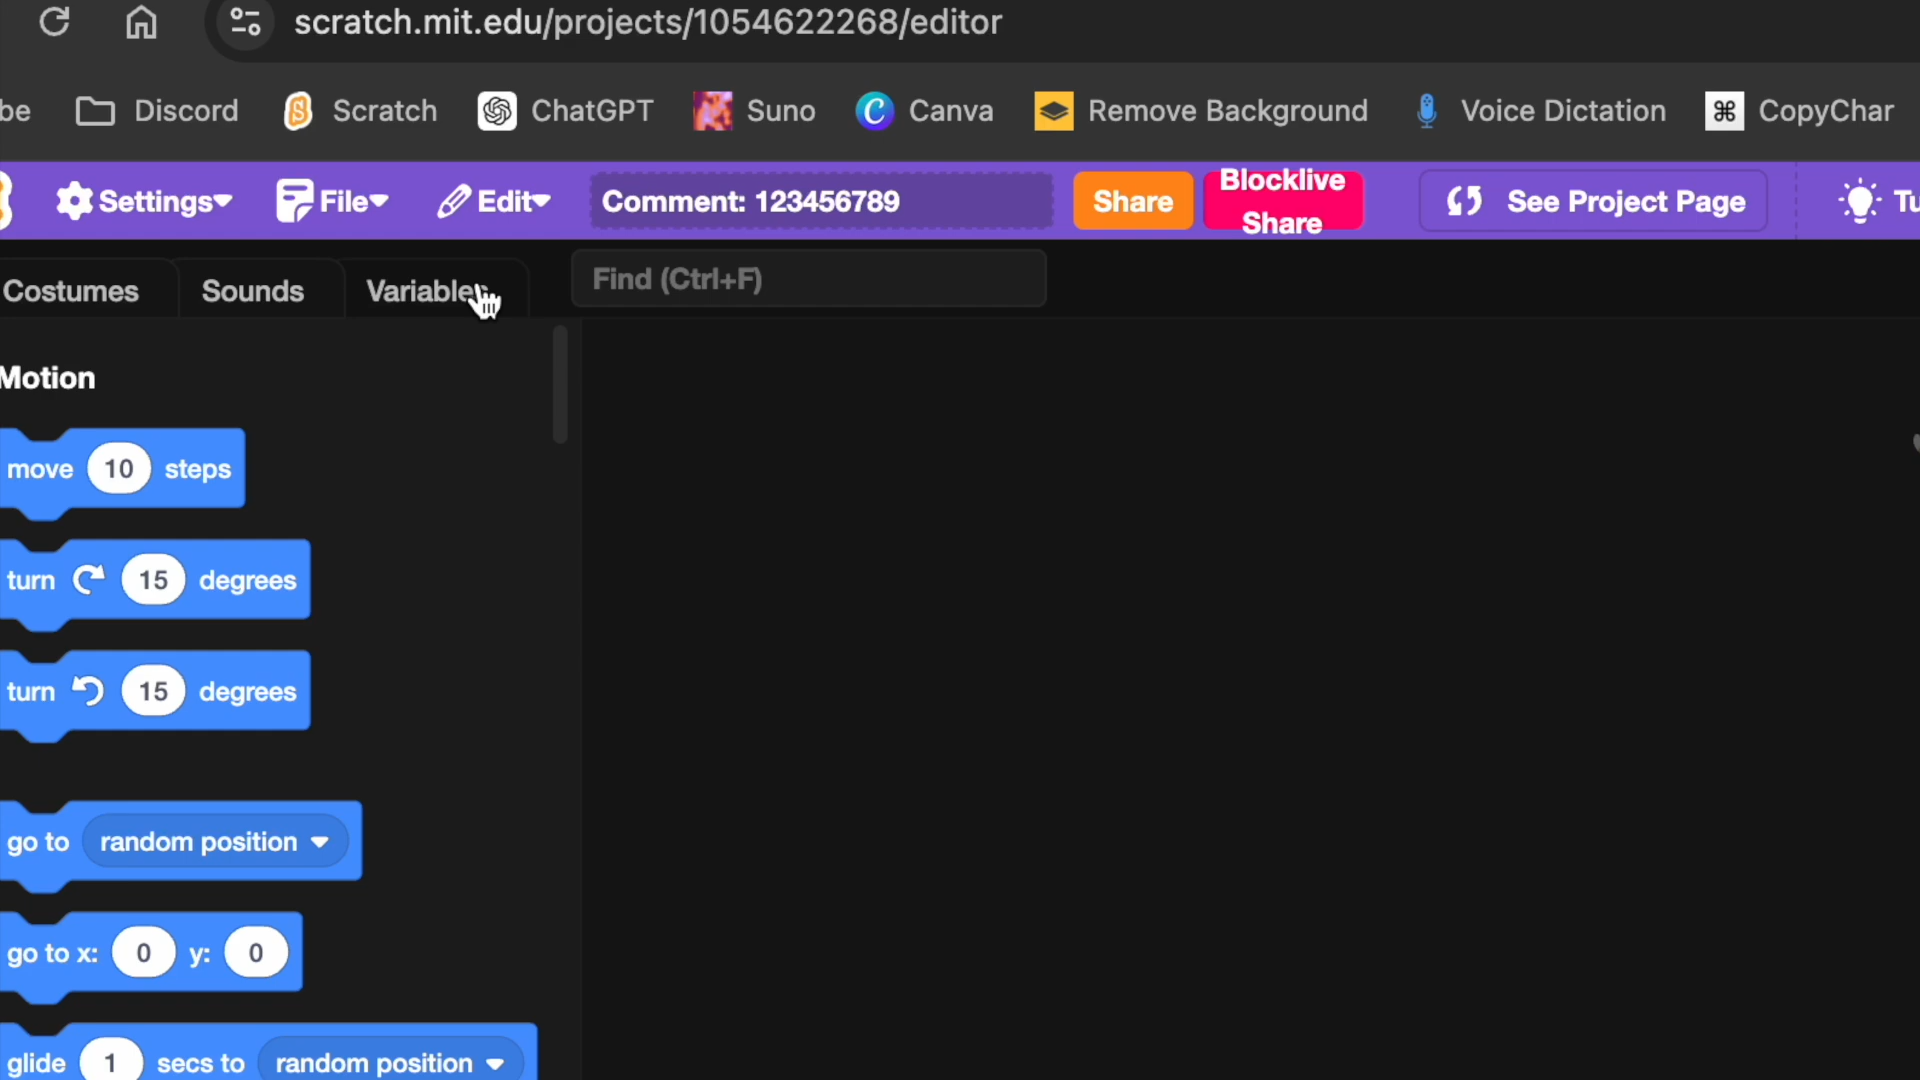 scratch.mit.edu/projects/1054622268/editor
be Discord Scratch ChatGPT Suno Canva Remove Background Voice Dictation CopyChar
Settings File Edit Comment: 123456789 Share Blocklive Share See Project Page Tu
Costumes Sounds Variables Find (Ctrl+F)
Motion
move 10 steps
turn 15 degrees
turn 15 degrees
go to random position
go to x: 0 y: 0
glide 1 secs to random position